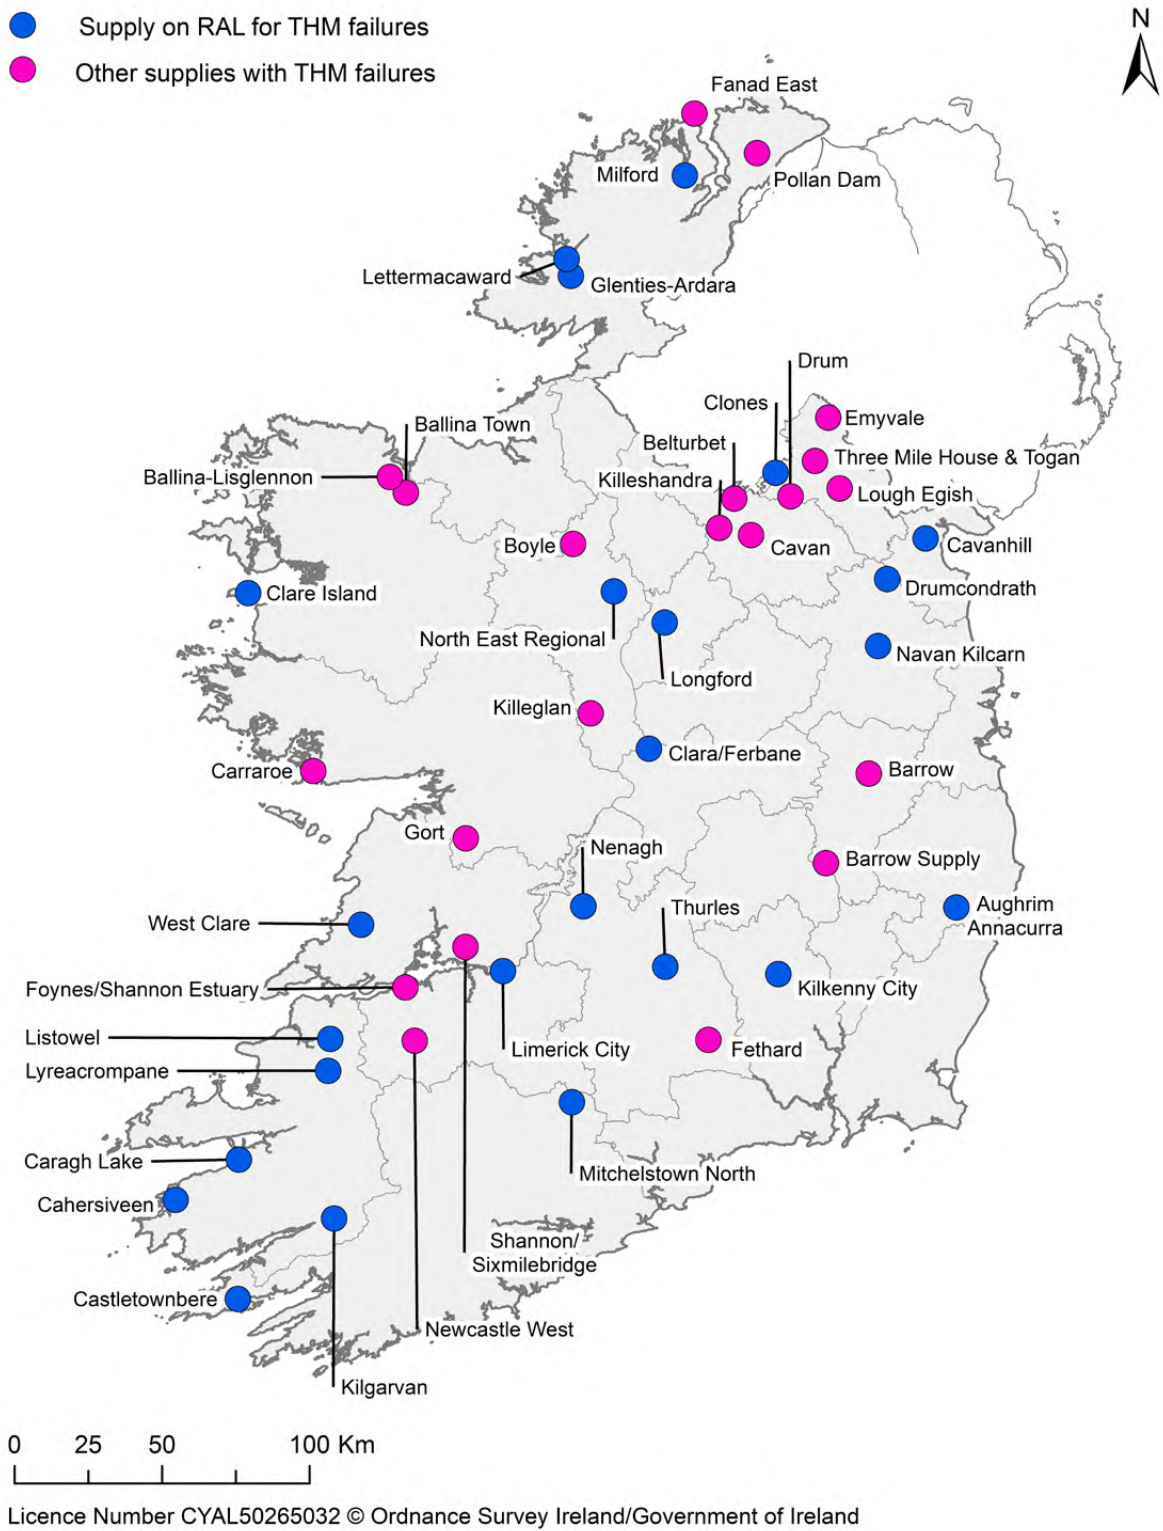 Supply on RAL for THM failures
Other supplies with THM failures
N
Fanad East
Milford
Pollan Dam
Lettermacaward
Glenties-Ardara
Drum
Clones
Emyvale
Ballina Town
Belturbet
Three Mile House & Togan
Ballina-Lisglennon
Killeshandra
Lough Egish
Boyle
Cavan
Cavanhill
Clare Island
Drumcondrath
North East Regional
Navan Kilcarn
Longford
Killeglan
Clara/Ferbane
Carraroe
Barrow
Gort
Nenagh
Barrow Supply
Thurles
Aughrim
Annacurra
West Clare
Foynes/Shannon Estuary
Kilkenny City
Listowel
Limerick City
Fethard
Lyreacrompane
Caragh Lake
Mitchelstown North
Cahersiveen
Shannon/
Sixmilebridge
Castletownbere
Newcastle West
Kilgarvan
0 25 50 100 Km
Licence Number CYAL50265032 © Ordnance Survey Ireland/Government of Ireland